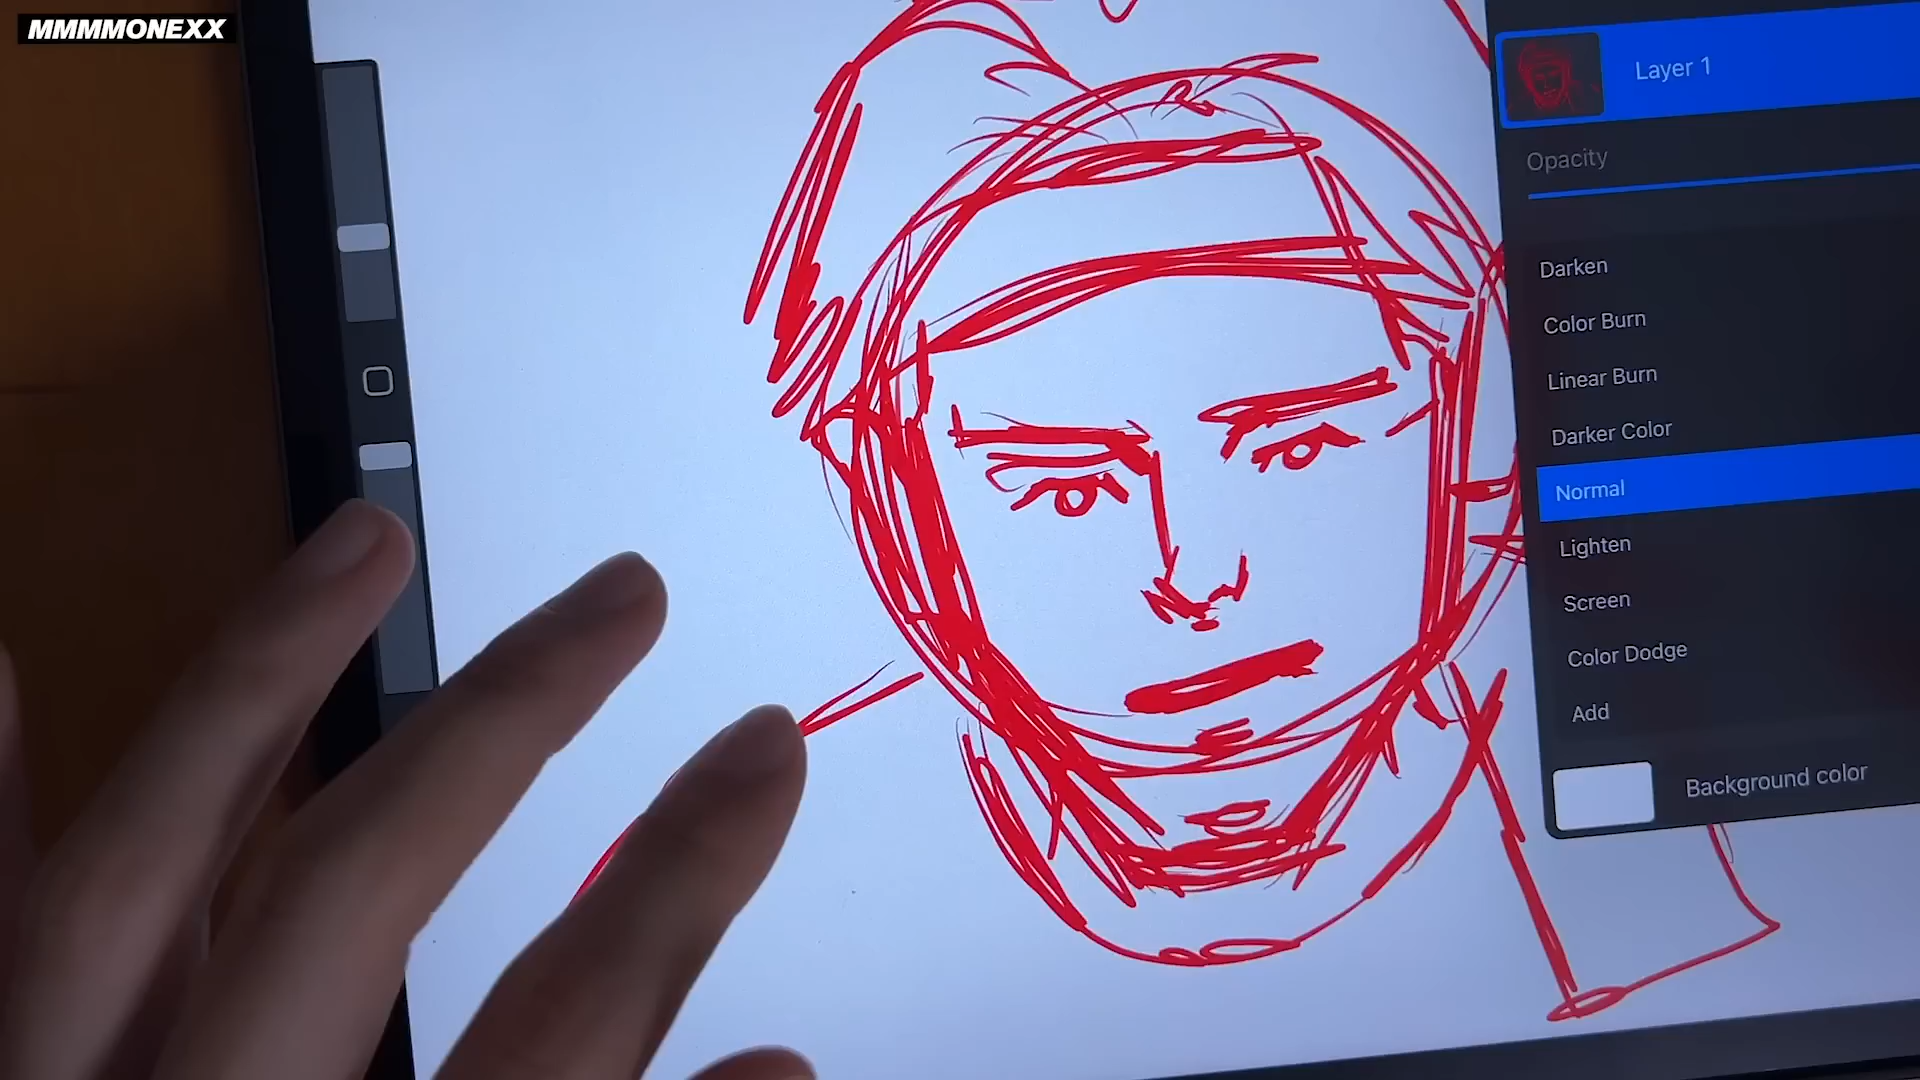 MMMMONEXX
Layer 1
Opacity
Darken
Color Burn
Linear Burn
Darker Color
Normal
Lighten
Screen
Color Dodge
Add
Background color